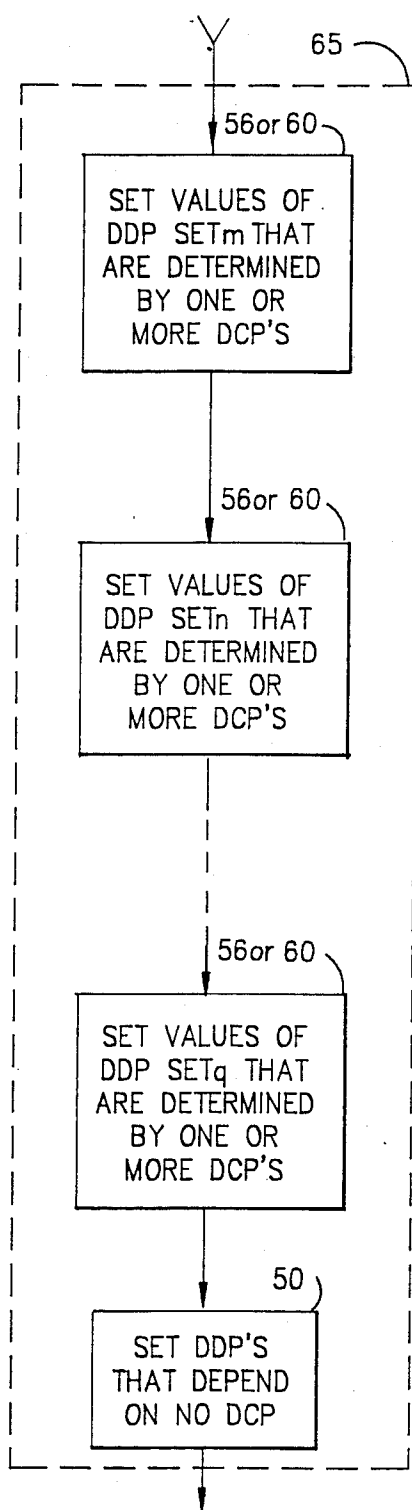 65
56or 60
SET VALUES OF
DDP SETm THAT
ARE DETERMINED
BY ONE OR
MORE DCP'S
56or 60
SET VALUES OF
DDP SETn THAT
ARE DETERMINED
BY ONE OR
MORE DCP'S
56or 60
SET VALUES OF
DDP SETq THAT
ARE DETERMINED
BY ONE OR
MORE DCP'S
50
SET DDP'S
THAT DEPEND
ON NO DCP